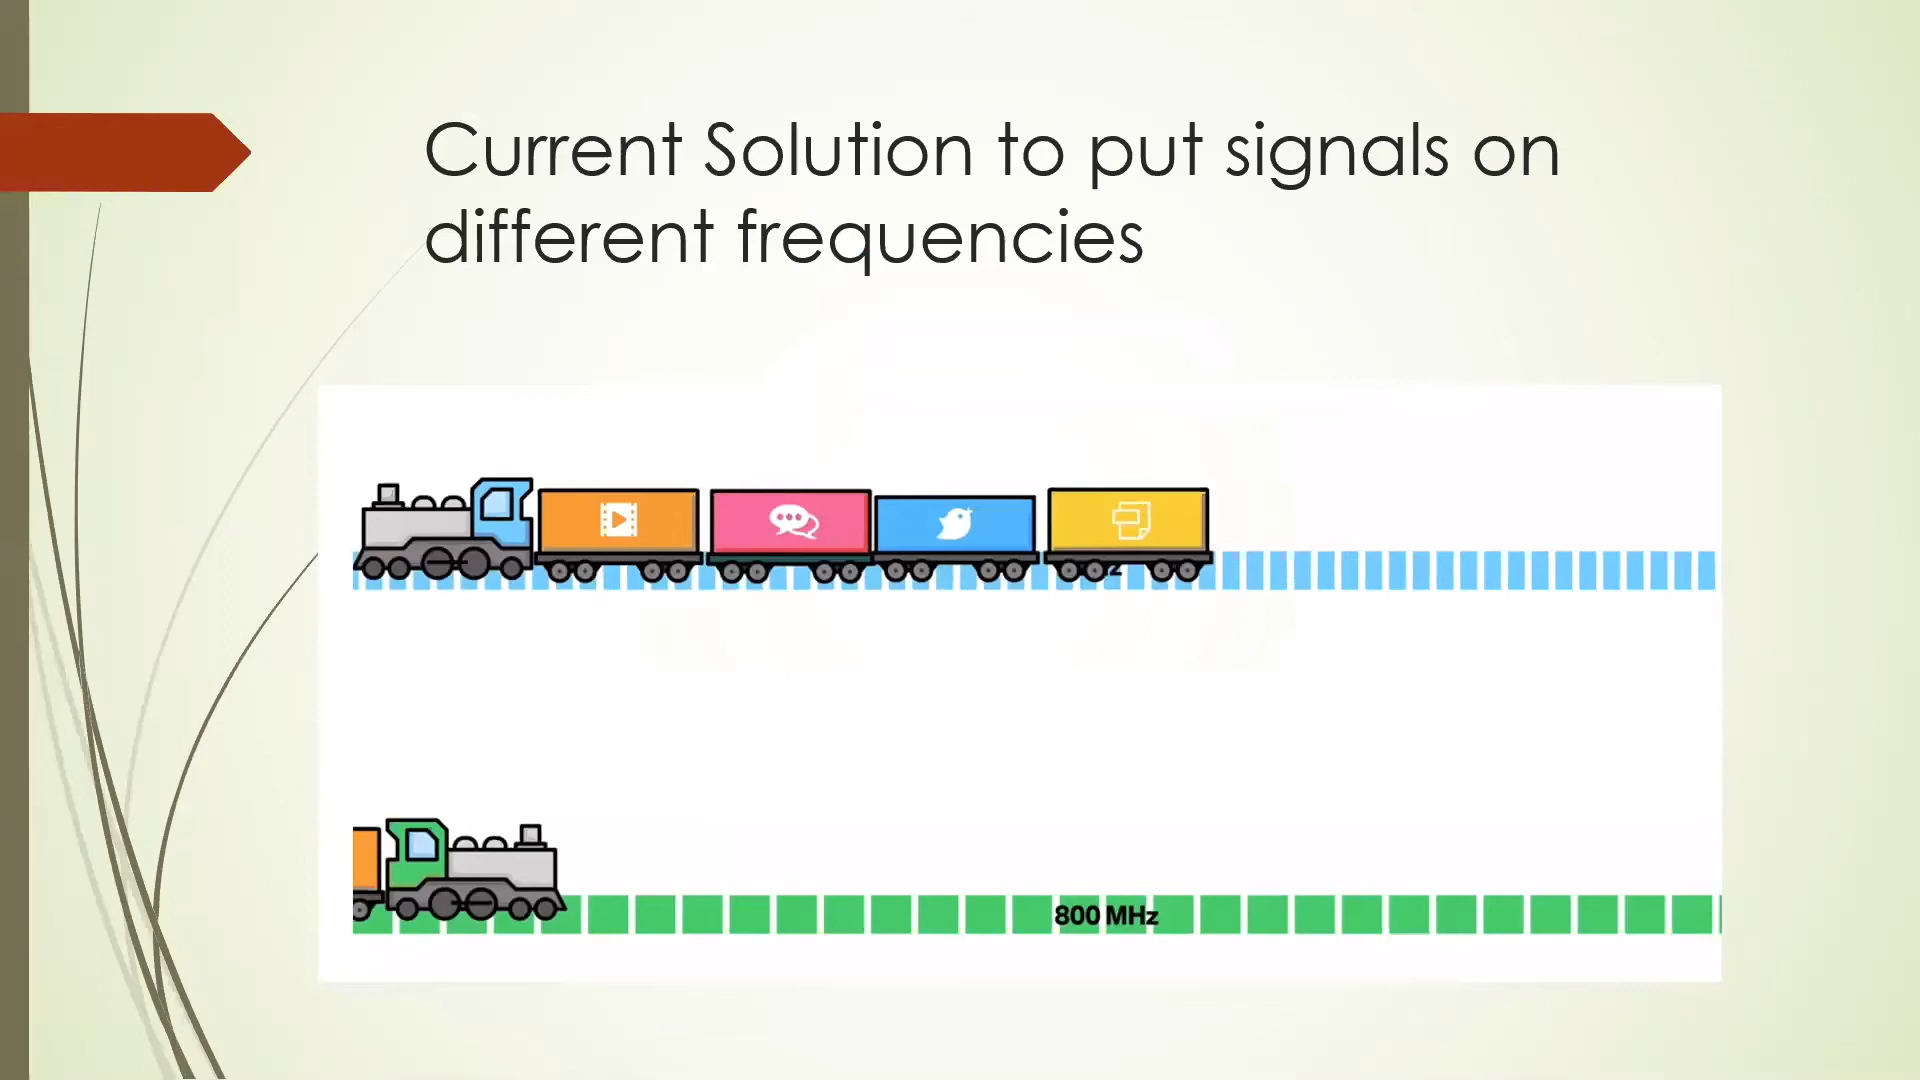 Current Solution to put signals on
different frequencies
800 MHz